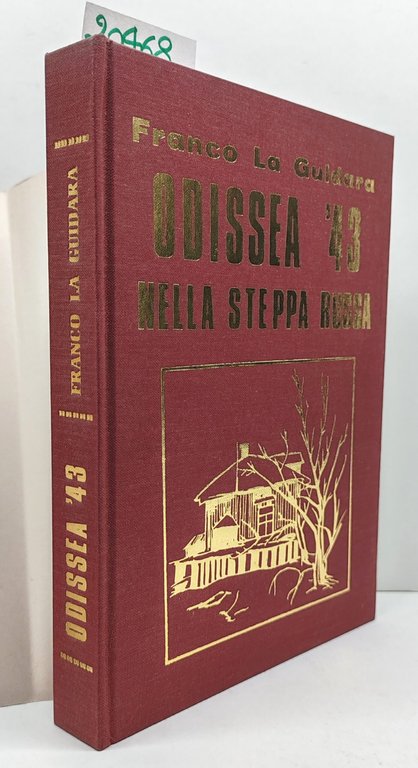 20468
Franco La Guidara
ODISSEA '43
NELLA STEPPA RUSSA
FRANCO LA GUIDARA
ODISSEA '43